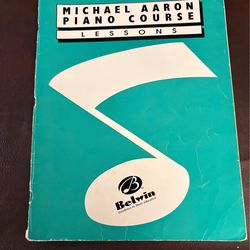 MICHAEL AARON
PIANO COURSE
LESSONS
B
Belwin